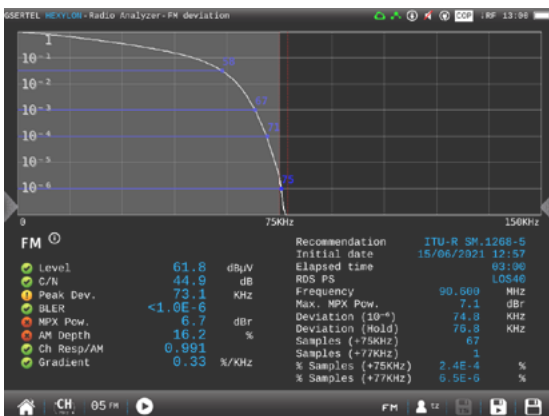 GSERTEL HEXYLON-Radio Analyzer-FM deviation COP ↓RF 13:00
1
10-1
10-2
10-3
10-4
10-5
10-6
67
71
75
0 75KHz 150KHz
FM
Level 61.8 dBµV
C/N 44.9 dB
Peak Dev. 73.1 KHz
BLER <1.0E-6
MPX Pow. 6.7 dBr
AM Depth 16.2 %
Ch Resp/AM 0.991
Gradient 0.33 %/KHz
Recommendation ITU-R SM.1268-5
Initial date 15/06/2021 12:57
Elapsed time 03:00
RDS PS LOS40
Frequency 90.600 MHz
Max. MPX Pow. 7.1 dBr
Deviation (10-6) 74.8 KHz
Deviation (Hold) 76.8 KHz
Samples (+75KHz) 67
Samples (+77KHz) 1
% Samples (+75KHz) 2.4E-4 %
% Samples (+77KHz) 6.5E-6 %
CH 05 FM FM TZ